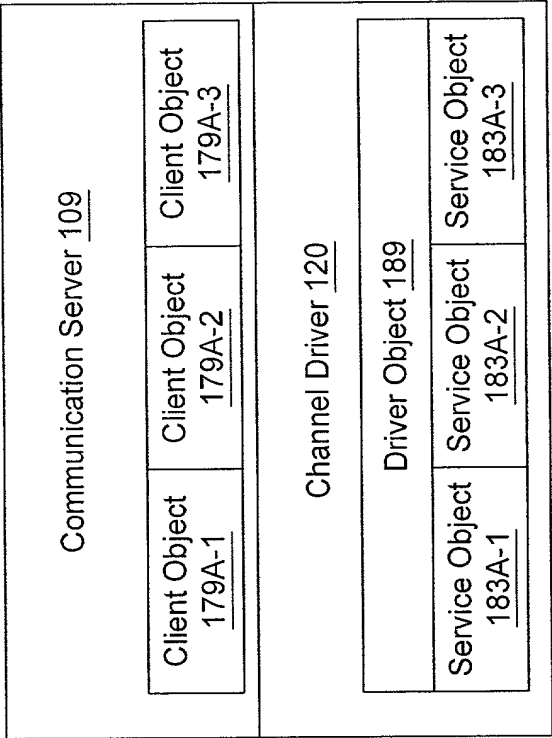 Communication Server 109
Client Object
179A-1
Client Object
179A-2
Client Object
179A-3
Channel Driver 120
Driver Object 189
Service Object
183A-1
Service Object
183A-2
Service Object
183A-3